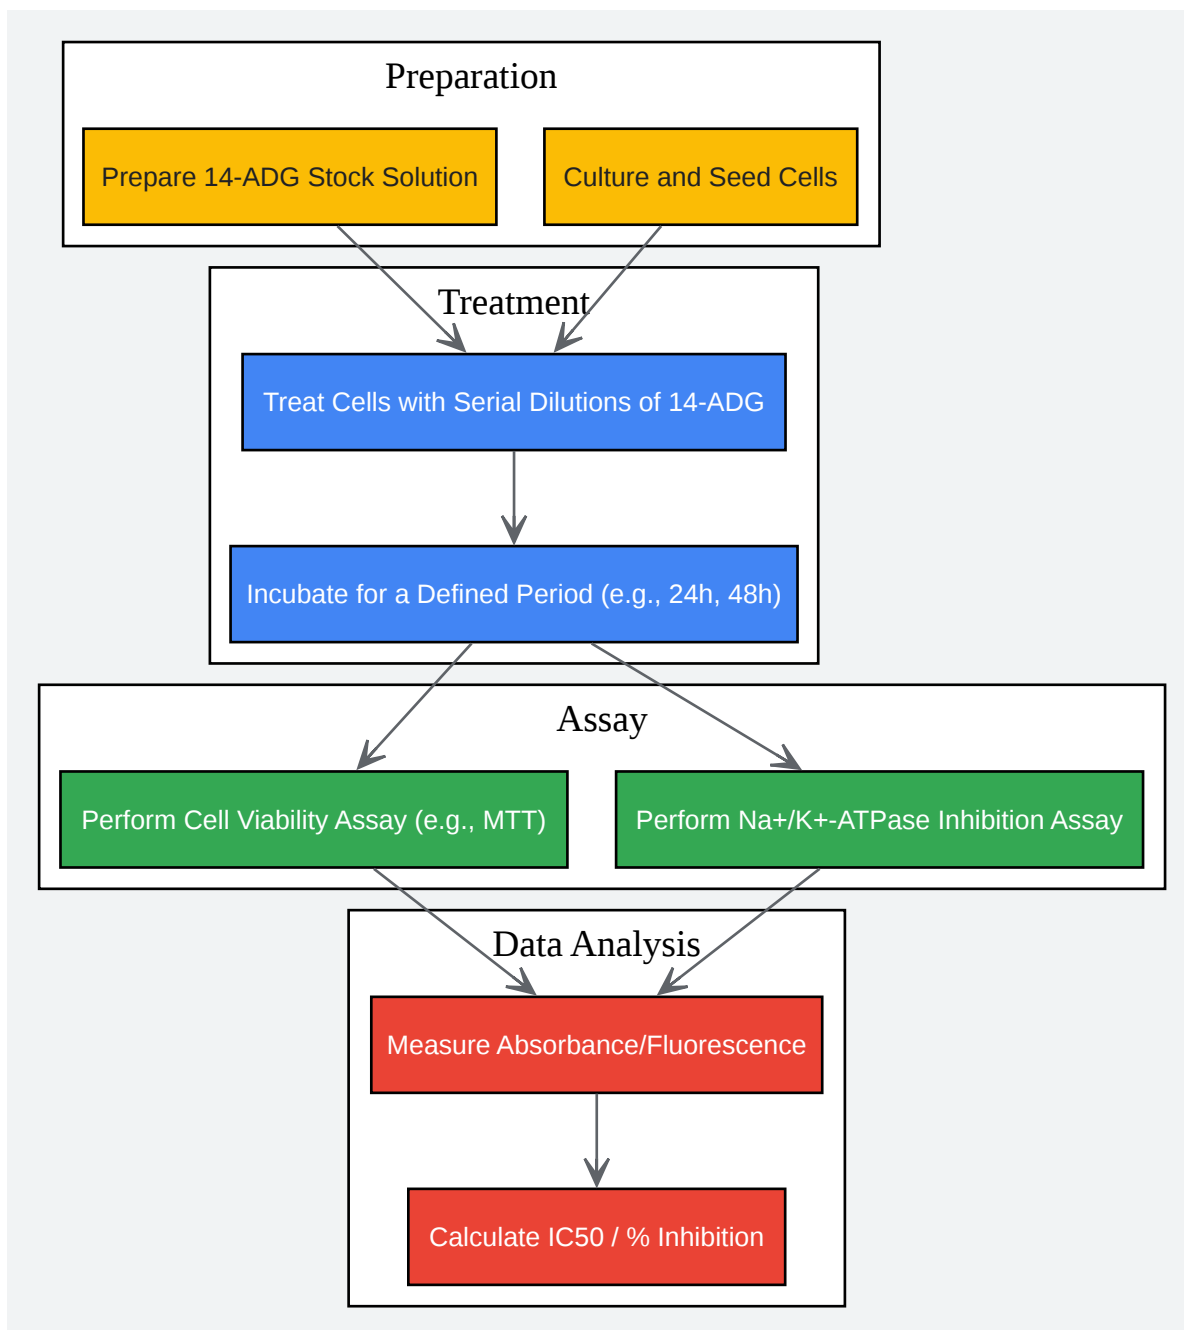 Preparation
Prepare 14-ADG Stock Solution
Culture and Seed Cells
Treatment
Treat Cells with Serial Dilutions of 14-ADG
Incubate for a Defined Period (e.g., 24h, 48h)
Assay
Perform Cell Viability Assay (e.g., MTT)
Perform Na+/K+-ATPase Inhibition Assay
Data Analysis
Measure Absorbance/Fluorescence
Calculate IC50 / % Inhibition